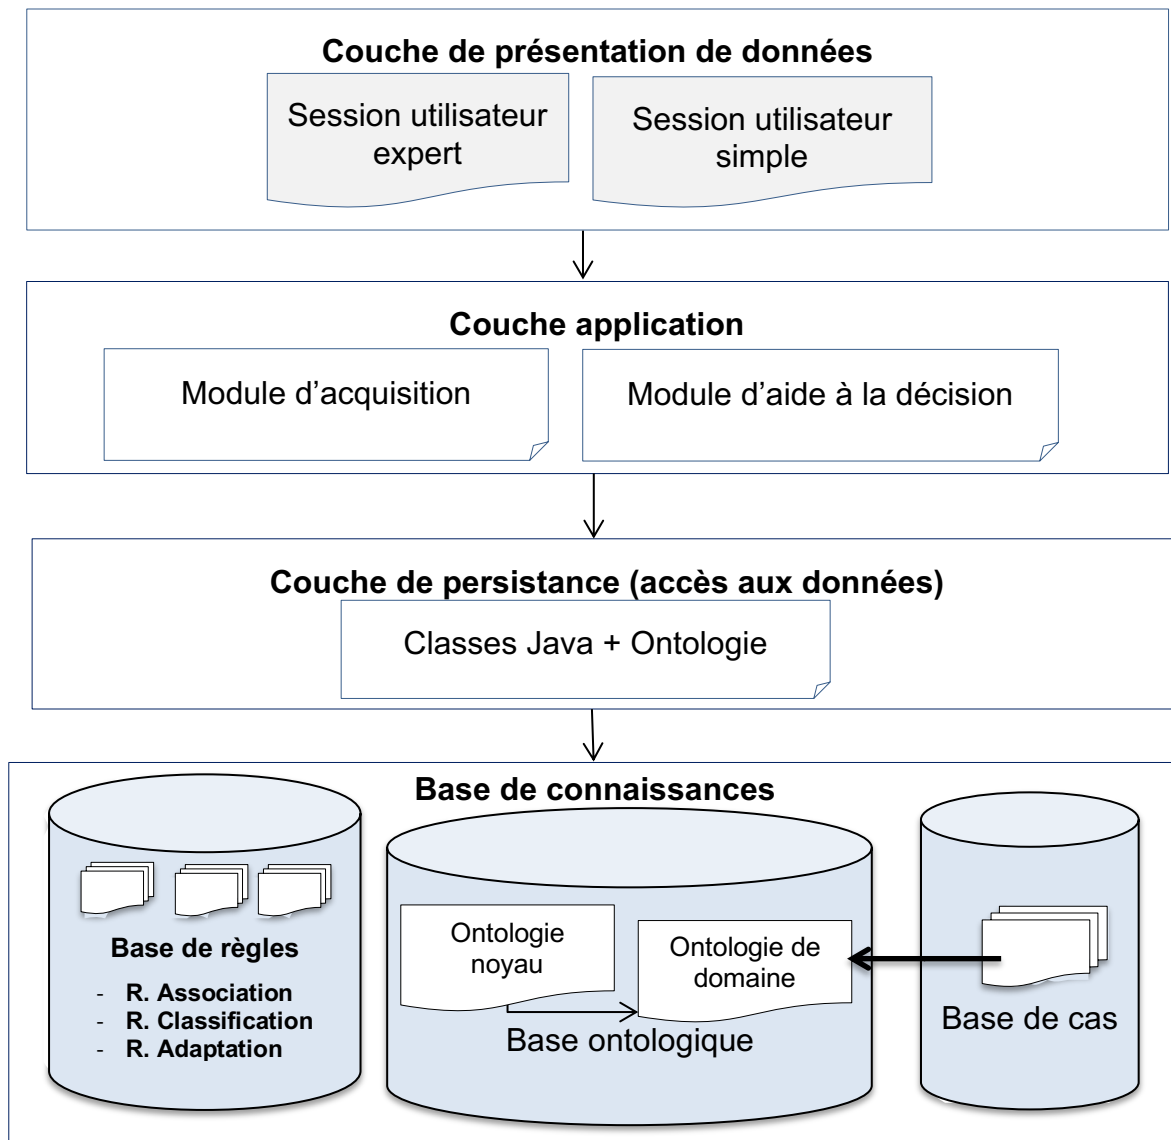 Couche de présentation de données
Session utilisateur
expert
Session utilisateur
simple
Couche application
Module d’acquisition
Module d’aide à la décision
Couche de persistance (accès aux données)
Classes Java + Ontologie
Base de connaissances
Base de règles
- R. Association
- R. Classification
- R. Adaptation
Ontologie
noyau
Ontologie de
domaine
Base ontologique
Base de cas